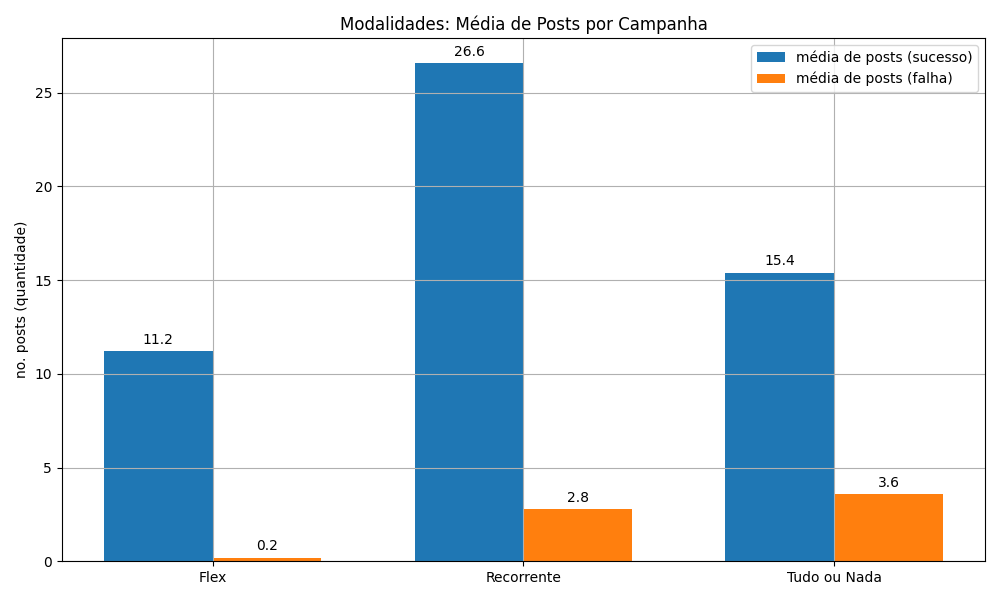 Modalidades: Média de Posts por Campanha
média de posts (sucesso)
média de posts (falha)
no. posts (quantidade)
25
20
15
10
5
0
11.2
0.2
26.6
2.8
15.4
3.6
Flex
Recorrente
Tudo ou Nada